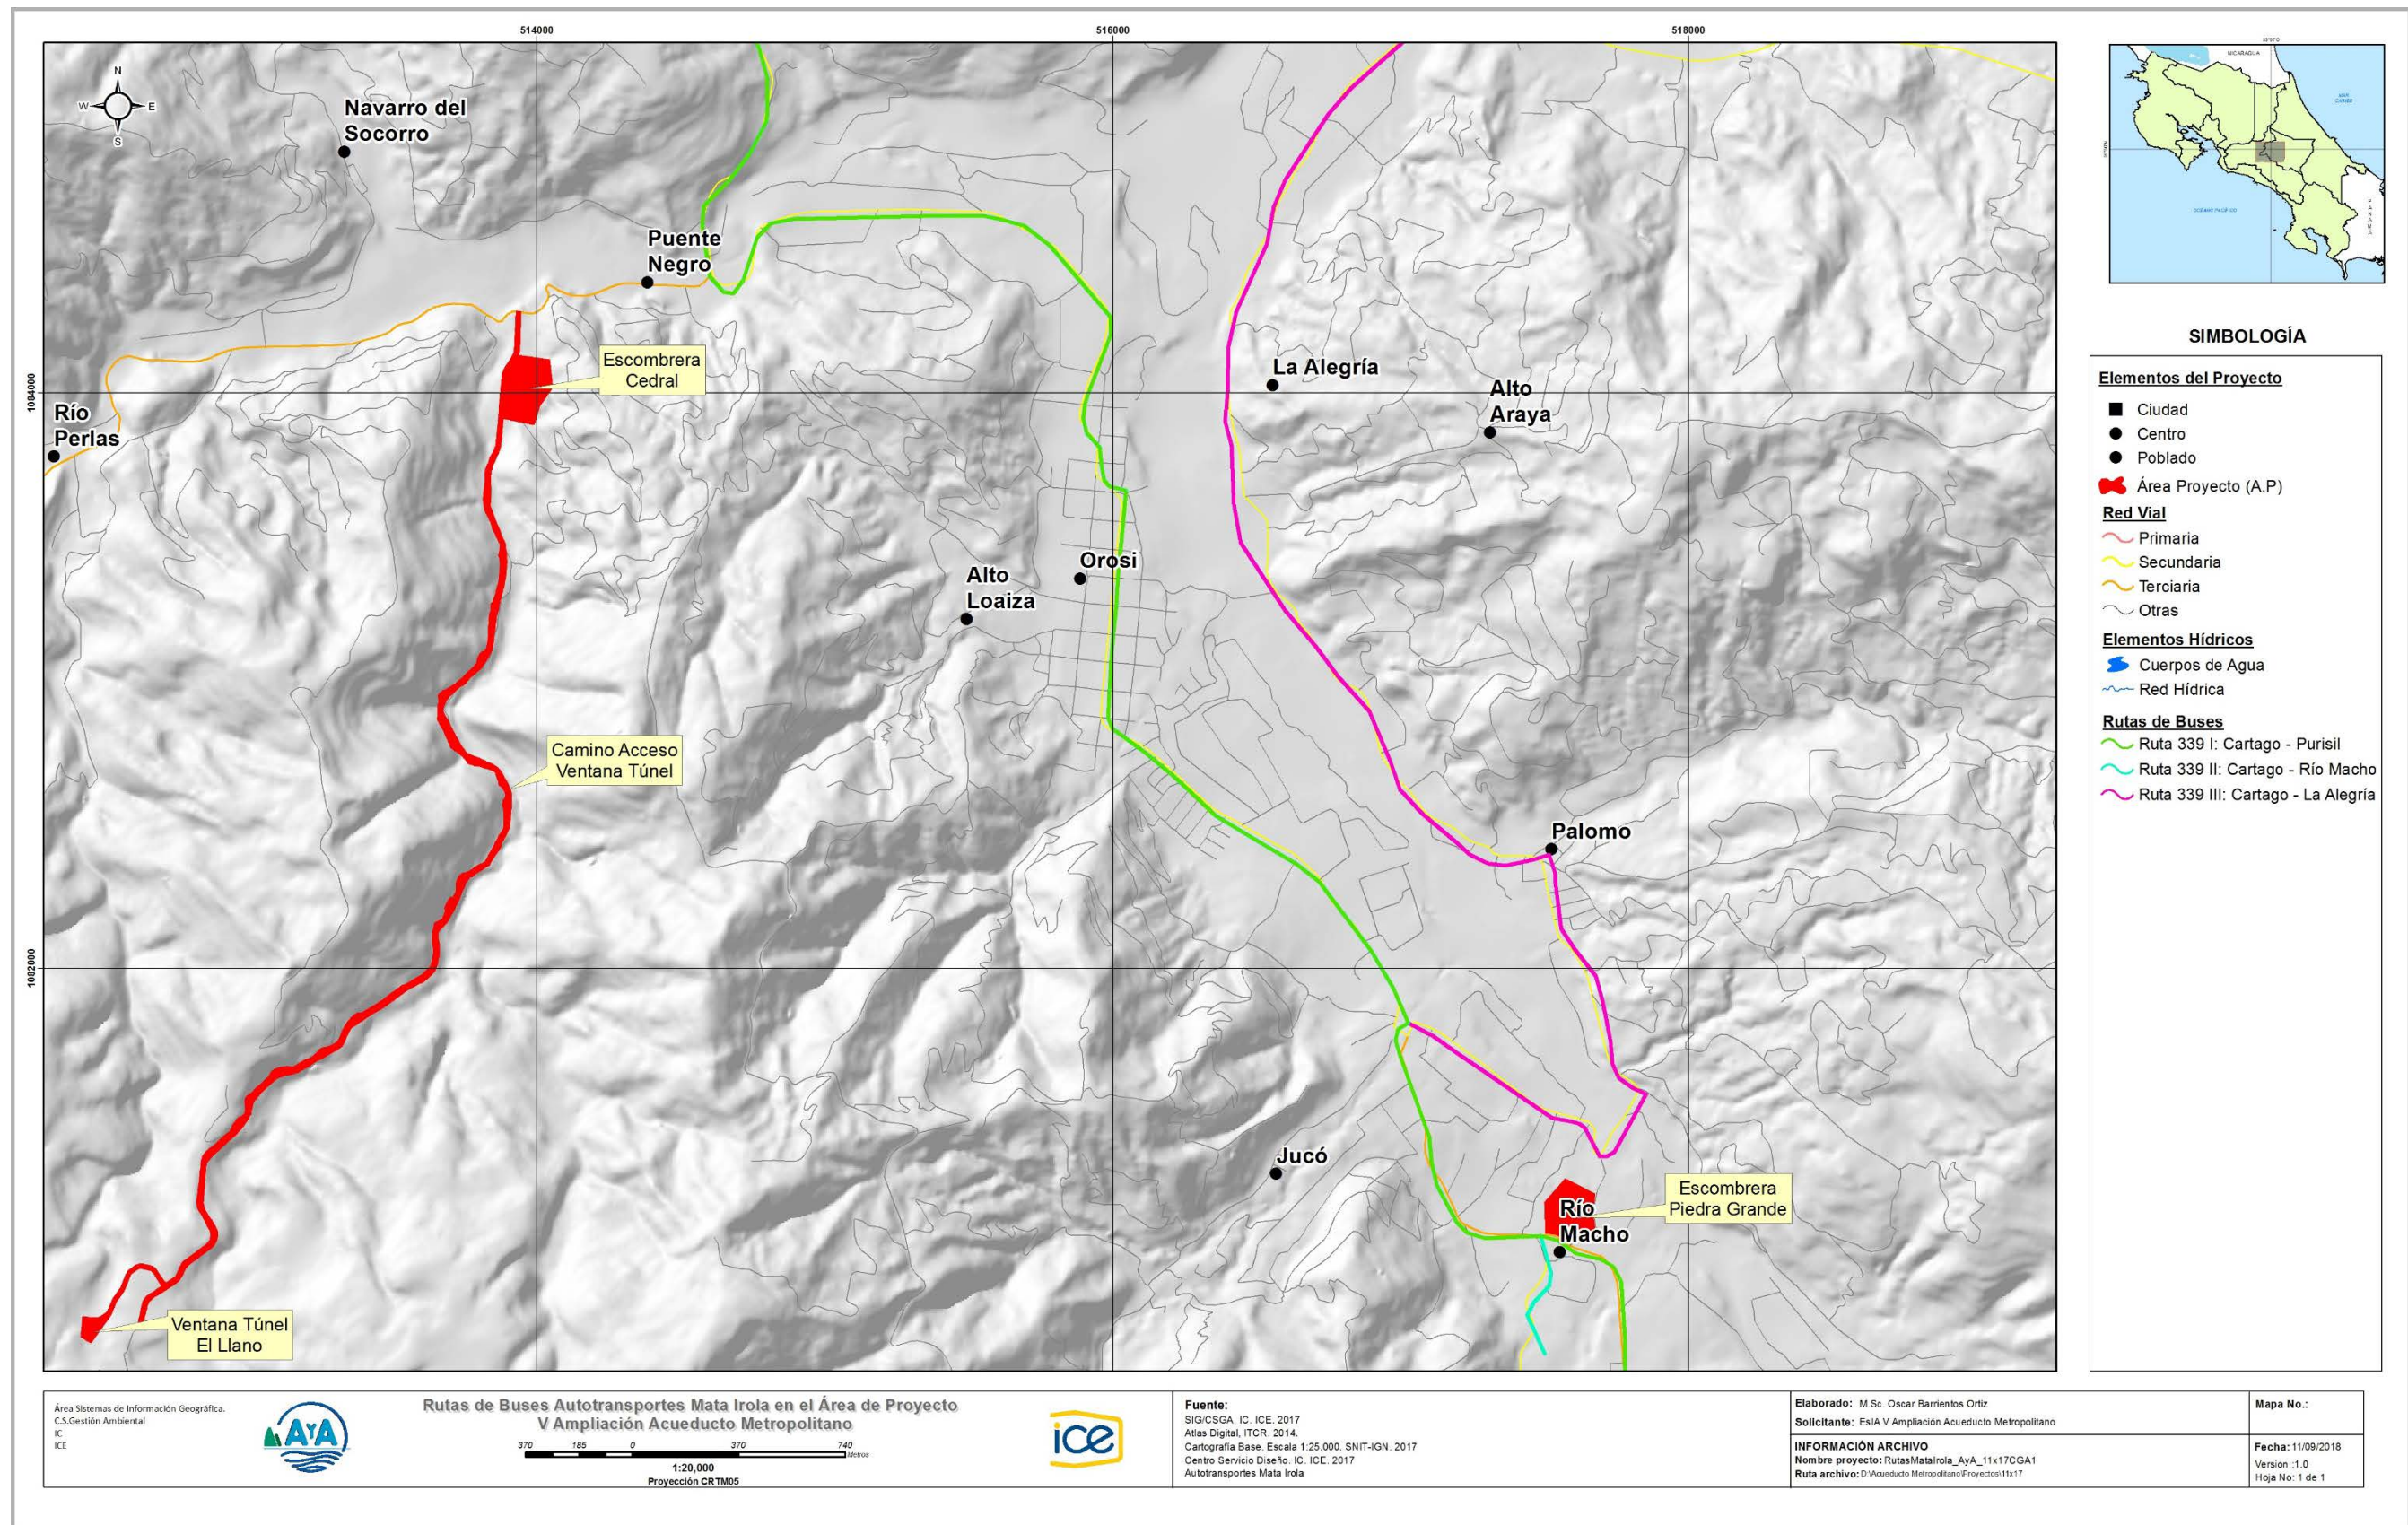 514000
516000
518000
1084000
1082000
N
W
E
S
Navarro del
Socorro
Puente
Negro
Escombrera
Cedral
Río
Perlas
La Alegría
Alto
Araya
Orosi
Alto
Loaiza
Camino Acceso
Ventana Túnel
Palomo
Jucó
Escombrera
Piedra Grande
Río
Macho
Ventana Túnel
El Llano
NICARAGUA
MAR
CARIBE
OCÉANO PACÍFICO
PANAMÁ
SIMBOLOGÍA
Elementos del Proyecto
Ciudad
Centro
Poblado
Área Proyecto (A.P)
Red Vial
Primaria
Secundaria
Terciaria
Otras
Elementos Hídricos
Cuerpos de Agua
Red Hídrica
Rutas de Buses
Ruta 339 I: Cartago - Purisil
Ruta 339 II: Cartago - Río Macho
Ruta 339 III: Cartago - La Alegría
Área Sistemas de Información Geográfica.
C.S.Gestión Ambiental
IC
ICE
AYA
Rutas de Buses Autotransportes Mata Irola en el Área de Proyecto
V Ampliación Acueducto Metropolitano
370 185 0 370 740
Metros
1:20,000
Proyección CRTM05
ice
Fuente:
SIG/CSGA, IC. ICE. 2017
Atlas Digital, ITCR. 2014.
Cartografía Base. Escala 1:25.000. SNIT-IGN. 2017
Centro Servicio Diseño. IC. ICE. 2017
Autotransportes Mata Irola
Elaborado: M.Sc. Oscar Barrientos Ortiz
Solicitante: EsIA V Ampliación Acueducto Metropolitano
INFORMACIÓN ARCHIVO
Nombre proyecto: RutasMataIrola_AyA_11x17CGA1
Ruta archivo: D:\Acueducto Metropolitano\Proyectos\11x17
Mapa No.:
Fecha: 11/09/2018
Version :1.0
Hoja No: 1 de 1